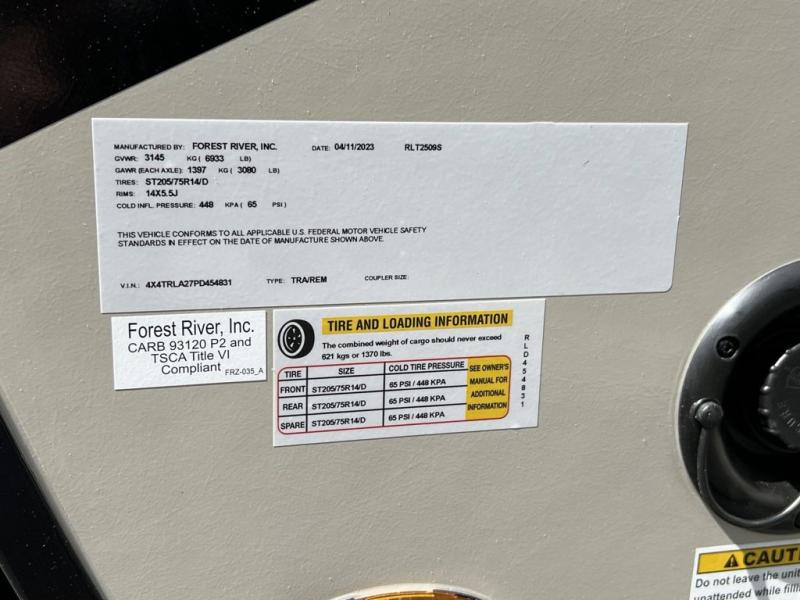 MANUFACTURED BY: FOREST RIVER, INC. DATE: 04/11/2023 RLT2509S
GVWR: 3145 KG ( 6933 LB)
GAWR (EACH AXLE): 1397 KG ( 3080 LB)
TIRES: ST205/75R14/D
RIMS: 14X5.5J
COLD INFL. PRESSURE: 448 KPA ( 65 PSI )
THIS VEHICLE CONFORMS TO ALL APPLICABLE U.S. FEDERAL MOTOR VEHICLE SAFETY
STANDARDS IN EFFECT ON THE DATE OF MANUFACTURE SHOWN ABOVE.
V.I.N.: 4X4TRLA27PD454831 TYPE: TRA/REM COUPLER SIZE:
Forest River, Inc.
CARB 93120 P2 and
TSCA Title VI
Compliant FRZ-035_A
TIRE AND LOADING INFORMATION
The combined weight of cargo should never exceed
621 kgs or 1370 lbs.
TIRE SIZE COLD TIRE PRESSURE SEE OWNER'S
FRONT ST205/75R14/D 65 PSI / 448 KPA MANUAL FOR
REAR ST205/75R14/D 65 PSI / 448 KPA ADDITIONAL
SPARE ST205/75R14/D 65 PSI / 448 KPA INFORMATION
RLD454831
CAUT
Do not leave the unit
unattended while filli